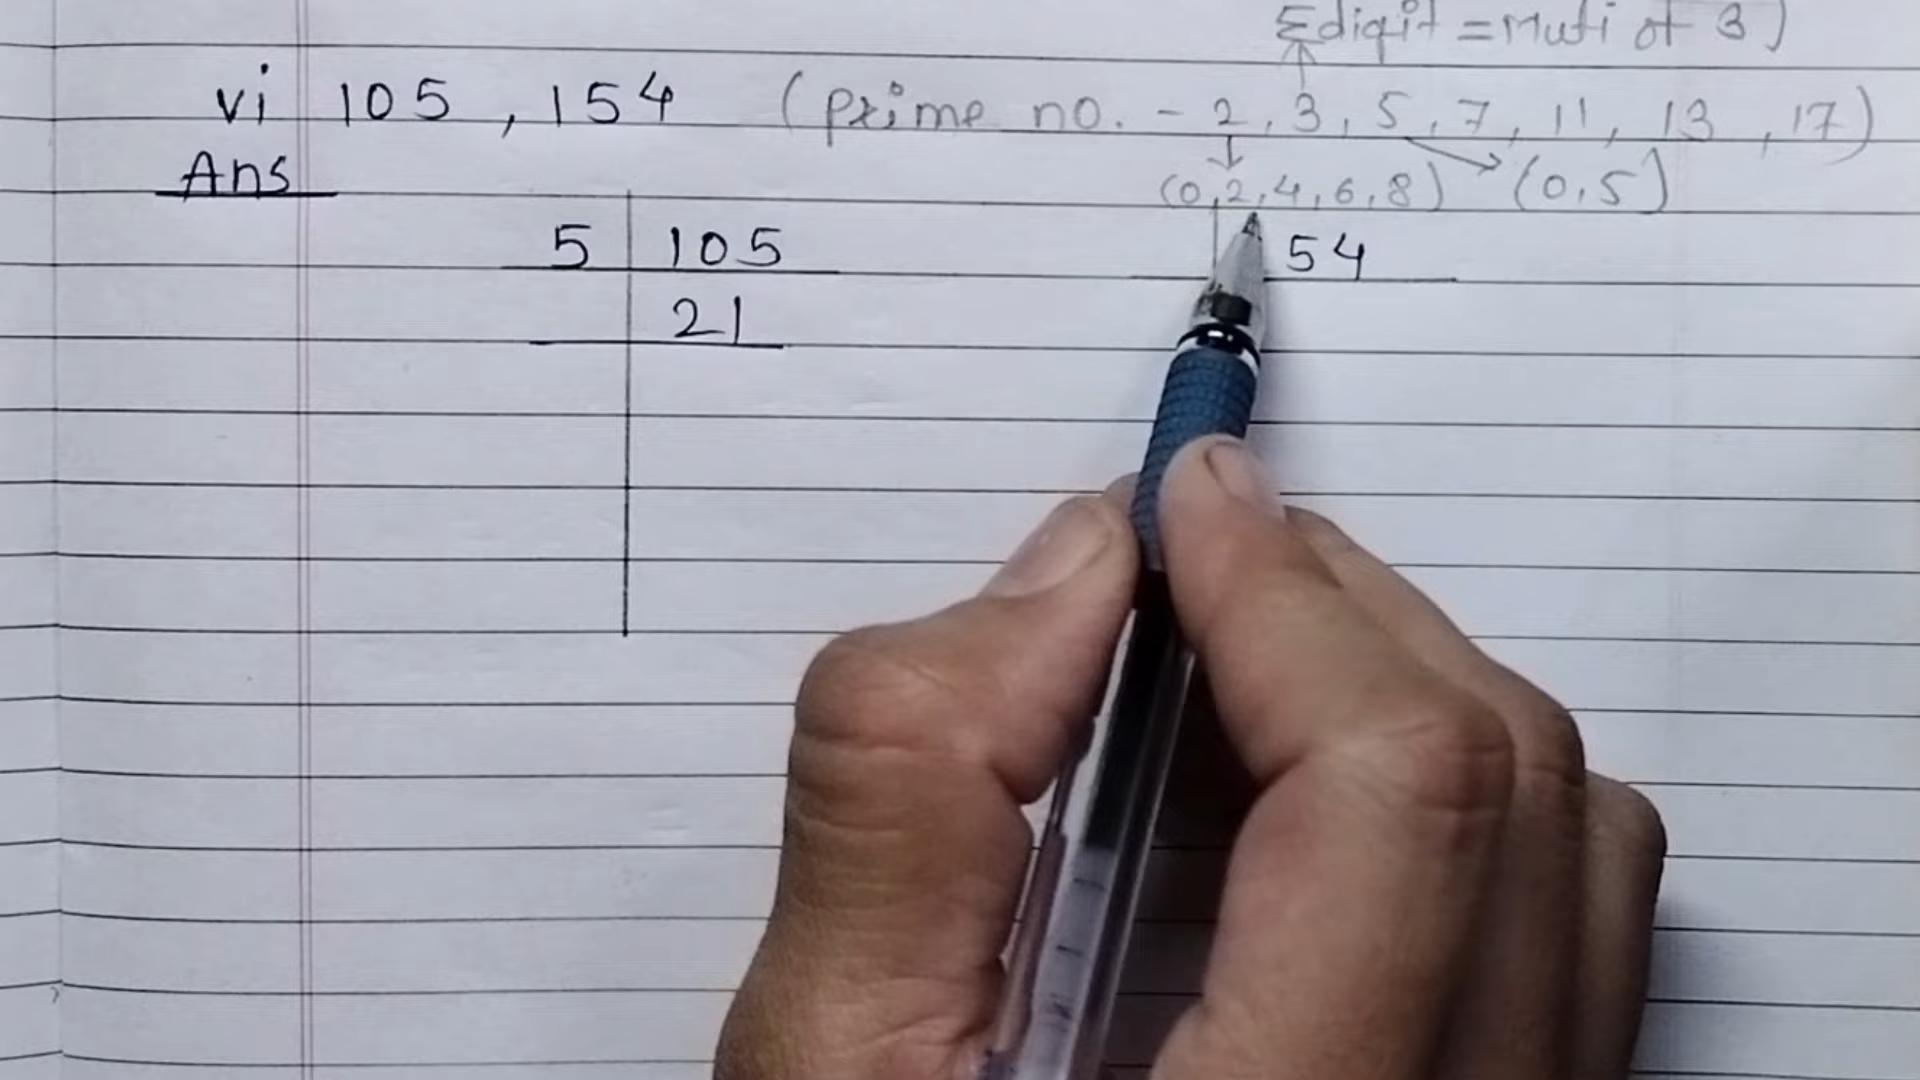 Σdigit = Multi of 3)
vi 105, 154 (prime no. - 2, 3, 5, 7, 11, 13, 17)
Ans
(0,2,4,6,8) (0,5)
5 105 54
21